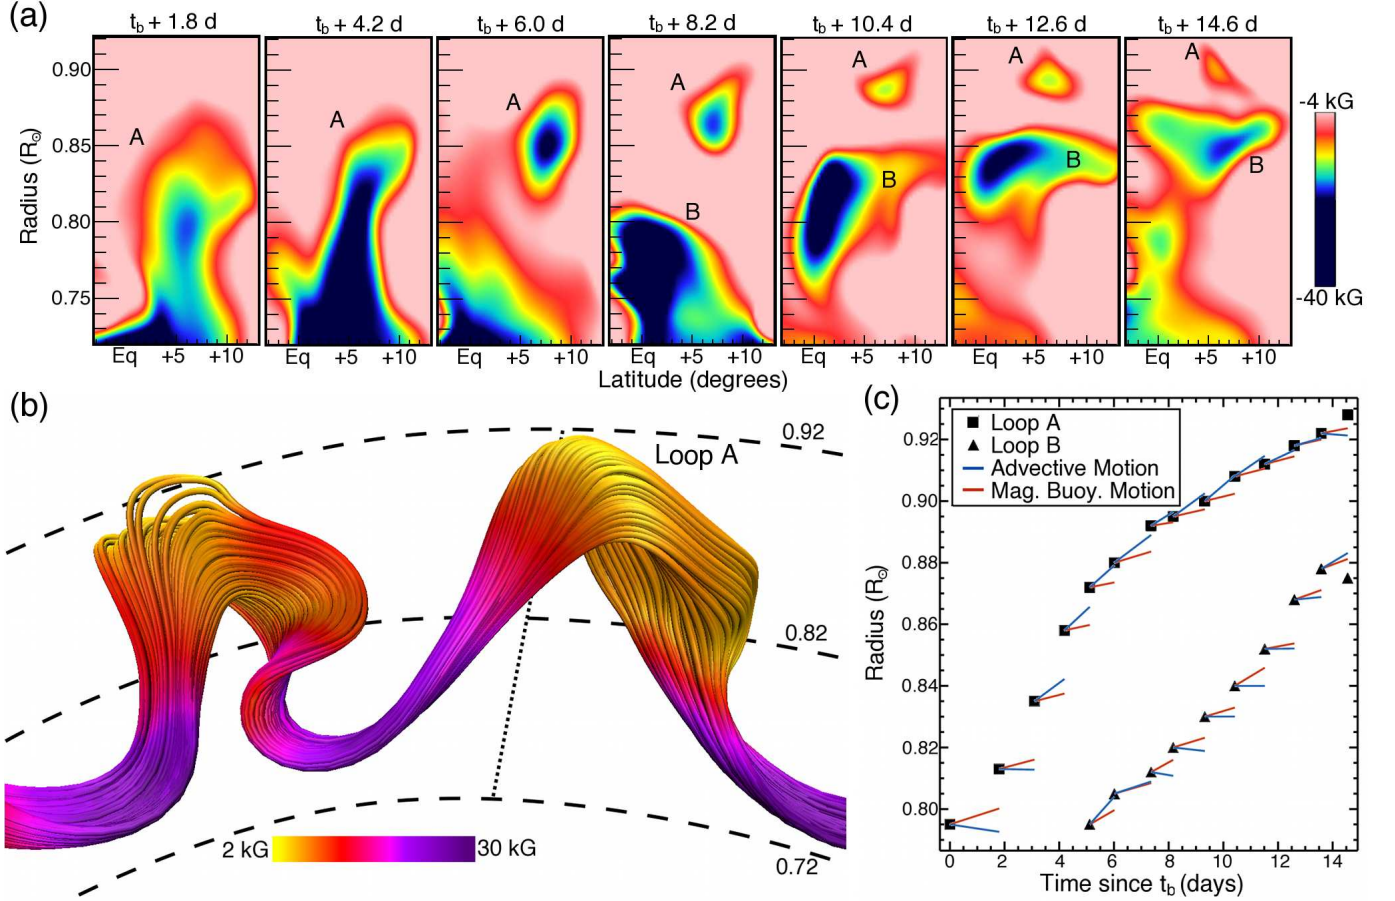 (a)
t_b + 1.8 d t_b + 4.2 d t_b + 6.0 d t_b + 8.2 d t_b + 10.4 d t_b + 12.6 d t_b + 14.6 d
0.90
0.85
0.80
0.75
Radius (R☉)
A
A
A
A
B
A
B
A
B
A
B
-4 kG
-40 kG
Eq +5 +10 Eq +5 +10 Eq +5 +10 Eq +5 +10 Eq +5 +10 Eq +5 +10 Eq +5 +10
Latitude (degrees)
(b)
0.92
Loop A
0.82
0.72
2 kG 30 kG
(c)
Loop A
Loop B
Advective Motion
Mag. Buoy. Motion
0.92
0.90
0.88
0.86
0.84
0.82
0.80
Radius (R☉)
0 2 4 6 8 10 12 14
Time since t_b (days)